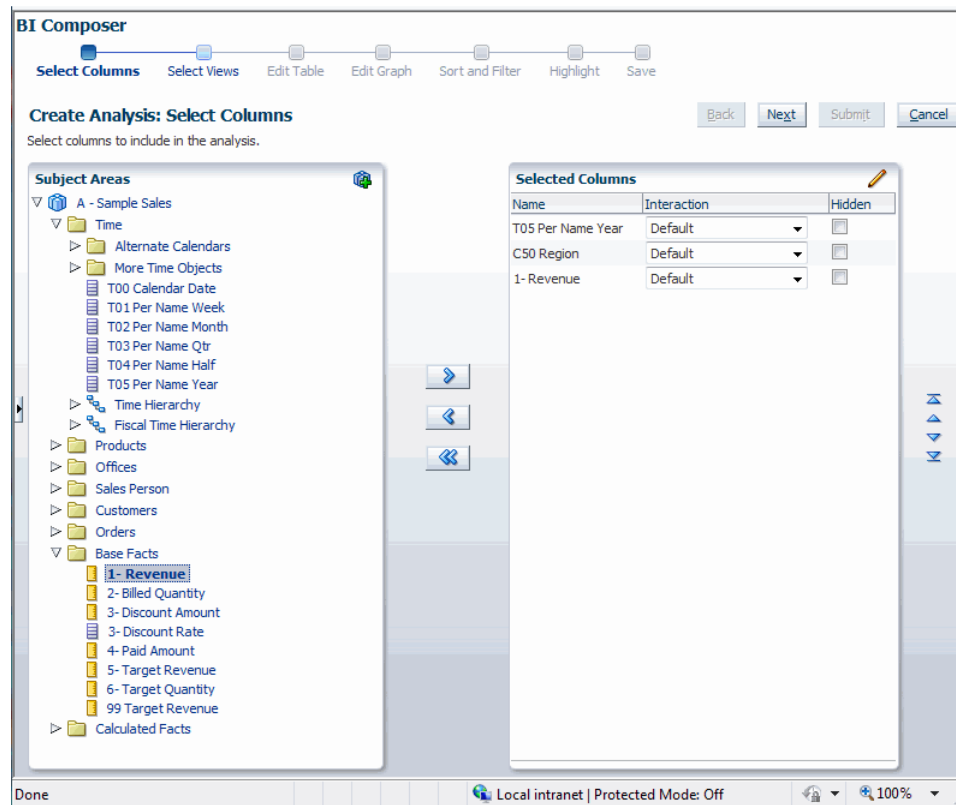 BI Composer
Select Columns Select Views Edit Table Edit Graph Sort and Filter Highlight Save
Create Analysis: Select Columns
Back Next Submit Cancel
Select columns to include in the analysis.
Subject Areas
A - Sample Sales
Time
Alternate Calendars
More Time Objects
T00 Calendar Date
T01 Per Name Week
T02 Per Name Month
T03 Per Name Qtr
T04 Per Name Half
T05 Per Name Year
Time Hierarchy
Fiscal Time Hierarchy
Products
Offices
Sales Person
Customers
Orders
Base Facts
1- Revenue
2- Billed Quantity
3- Discount Amount
3- Discount Rate
4- Paid Amount
5- Target Revenue
6- Target Quantity
99 Target Revenue
Calculated Facts
Selected Columns
Name Interaction Hidden
T05 Per Name Year Default
C50 Region Default
1- Revenue Default
Done Local intranet | Protected Mode: Off 100%